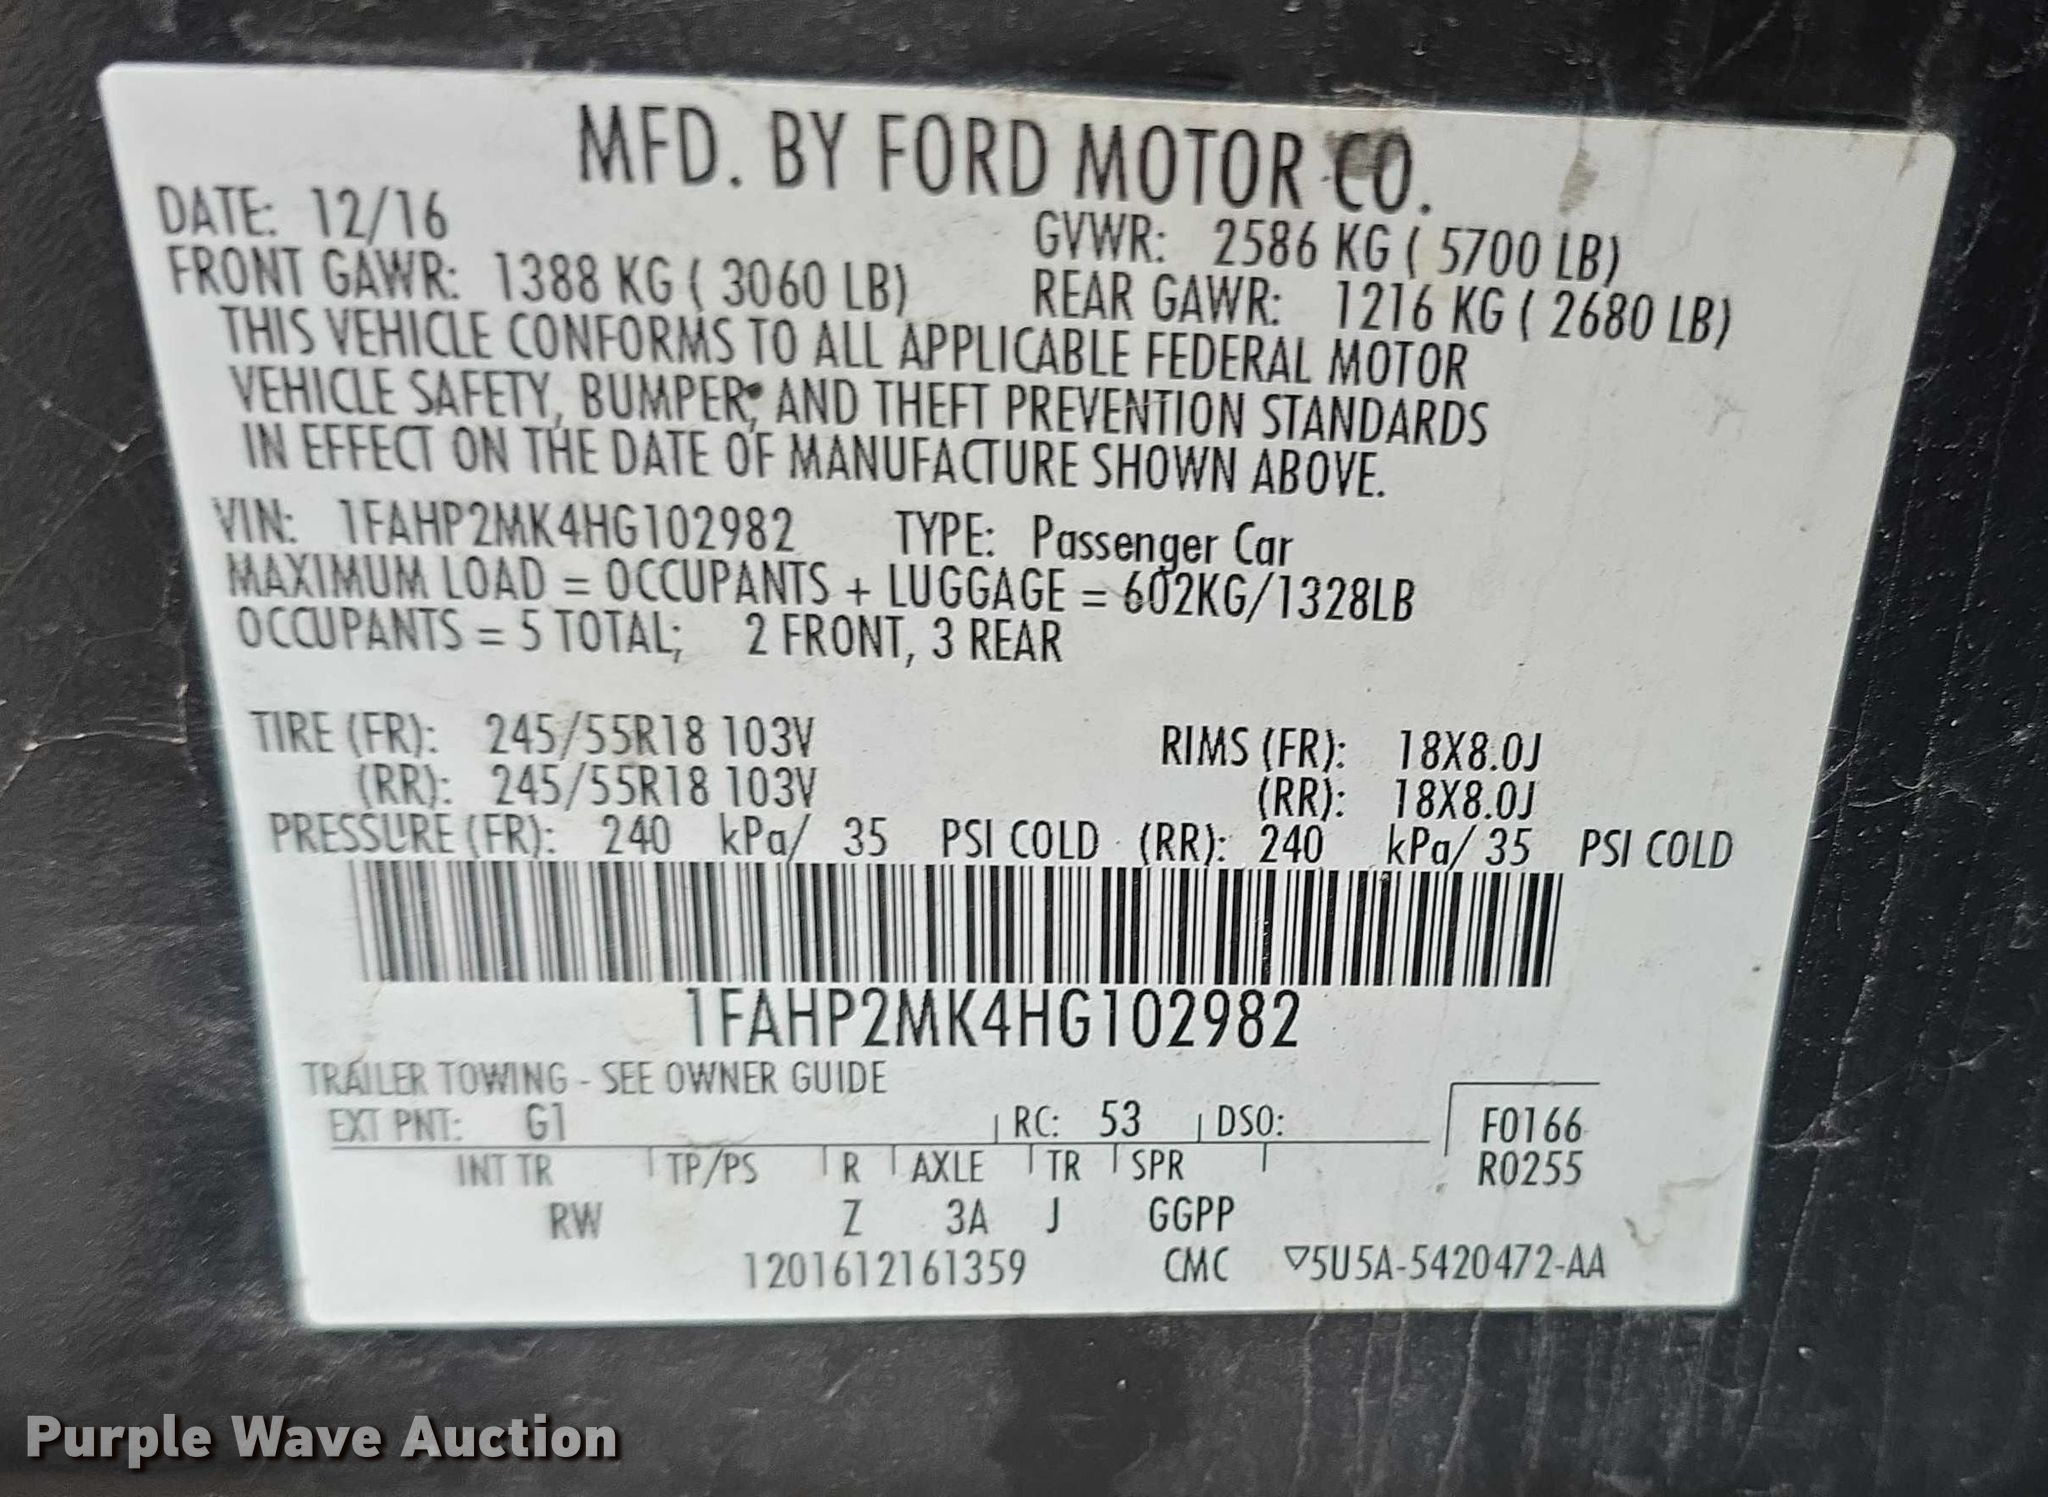 MFD. BY FORD MOTOR CO.
DATE: 12/16
GVWR: 2586 KG ( 5700 LB)
FRONT GAWR: 1388 KG ( 3060 LB)
REAR GAWR: 1216 KG ( 2680 LB)
THIS VEHICLE CONFORMS TO ALL APPLICABLE FEDERAL MOTOR
VEHICLE SAFETY, BUMPER, AND THEFT PREVENTION STANDARDS
IN EFFECT ON THE DATE OF MANUFACTURE SHOWN ABOVE.
VIN: 1FAHP2MK4HG102982 TYPE: Passenger Car
MAXIMUM LOAD = OCCUPANTS + LUGGAGE = 602KG/1328LB
OCCUPANTS = 5 TOTAL; 2 FRONT, 3 REAR
TIRE (FR): 245/55R18 103V RIMS (FR): 18X8.0J
(RR): 245/55R18 103V (RR): 18X8.0J
PRESSURE (FR): 240 kPa/ 35 PSI COLD (RR): 240 kPa/ 35 PSI COLD
1FAHP2MK4HG102982
TRAILER TOWING - SEE OWNER GUIDE
EXT PNT: G1 RC: 53 DSO: F0166
INT TR TP/PS R AXLE TR SPR R0255
RW Z 3A J GGPP
1201612161359 CMC ▽5U5A-5420472-AA
Purple Wave Auction